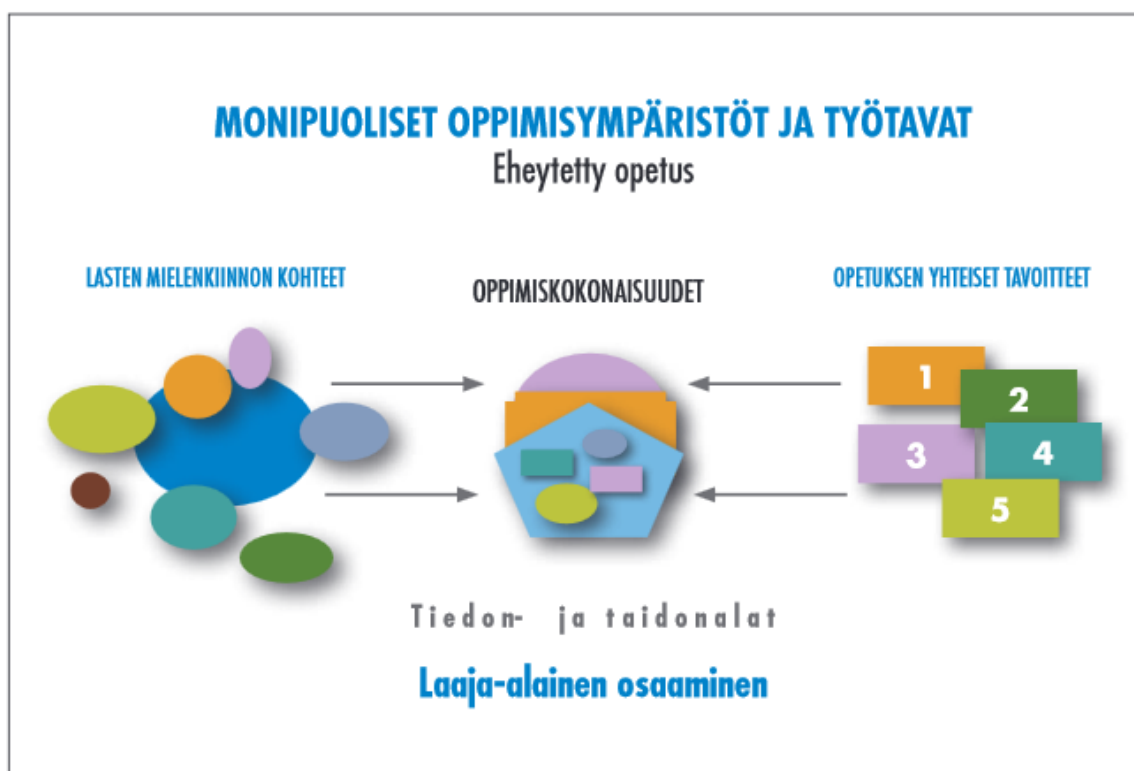 MONIPUOLISET OPPIMISYMPÄRISTÖT JA TYÖTAVAT
Eheytetty opetus
LASTEN MIELENKIINNON KOHTEET
OPPIMISKOKONAISUUDET
OPETUKSEN YHTEISET TAVOITTEET
1
2
3
4
5
Tiedon- ja taidonalat
Laaja-alainen osaaminen